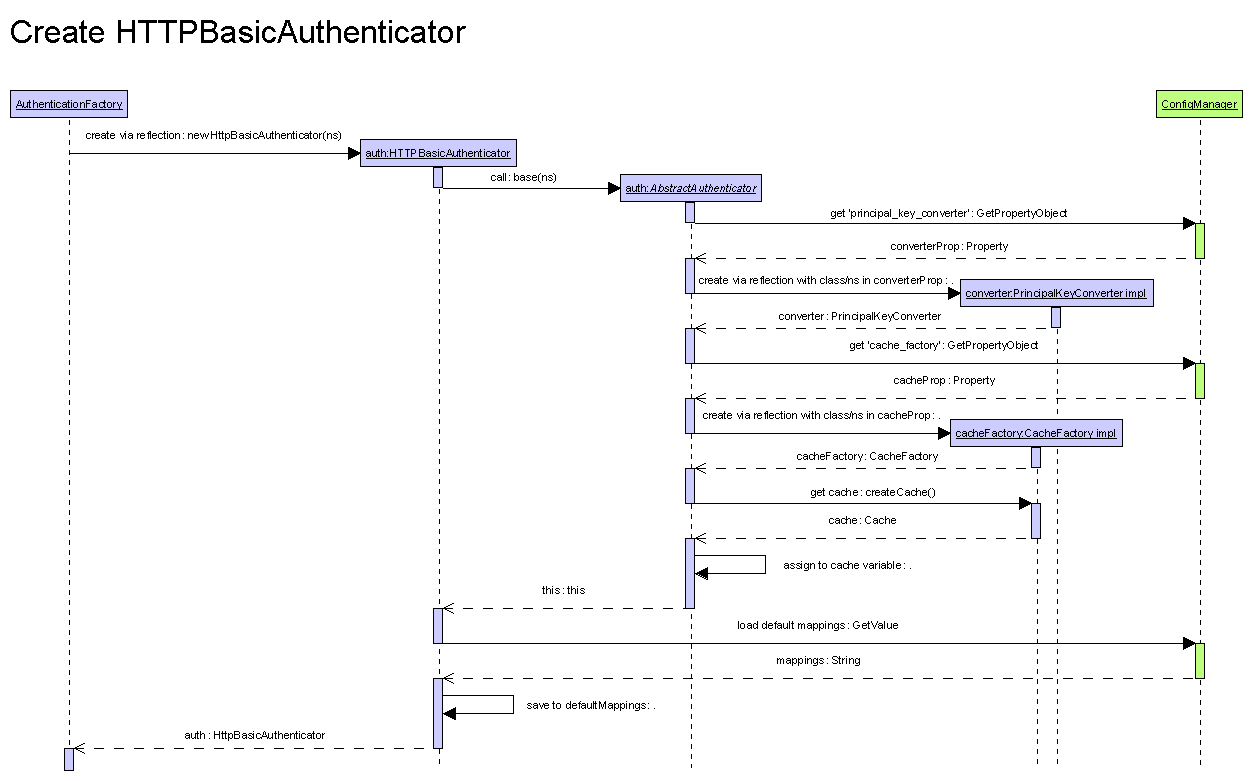 Create HTTPBasicAuthenticator
AuthenticationFactory
ConfigManager
create via reflection : new HttpBasicAuthenticator(ns)
auth:HTTPBasicAuthenticator
call : base(ns)
auth:AbstractAuthenticator
get 'principal_key_converter' : GetPropertyObject
converterProp : Property
create via reflection with class/ns in converterProp : .
converter:PrincipalKeyConverter impl
converter : PrincipalKeyConverter
get 'cache_factory' : GetPropertyObject
cacheProp : Property
create via reflection with class/ns in cacheProp : .
cacheFactory:CacheFactory impl
cacheFactory : CacheFactory
get cache : createCache()
cache : Cache
assign to cache variable : .
this : this
load default mappings : GetValue
mappings : String
save to defaultMappings : .
auth : HttpBasicAuthenticator